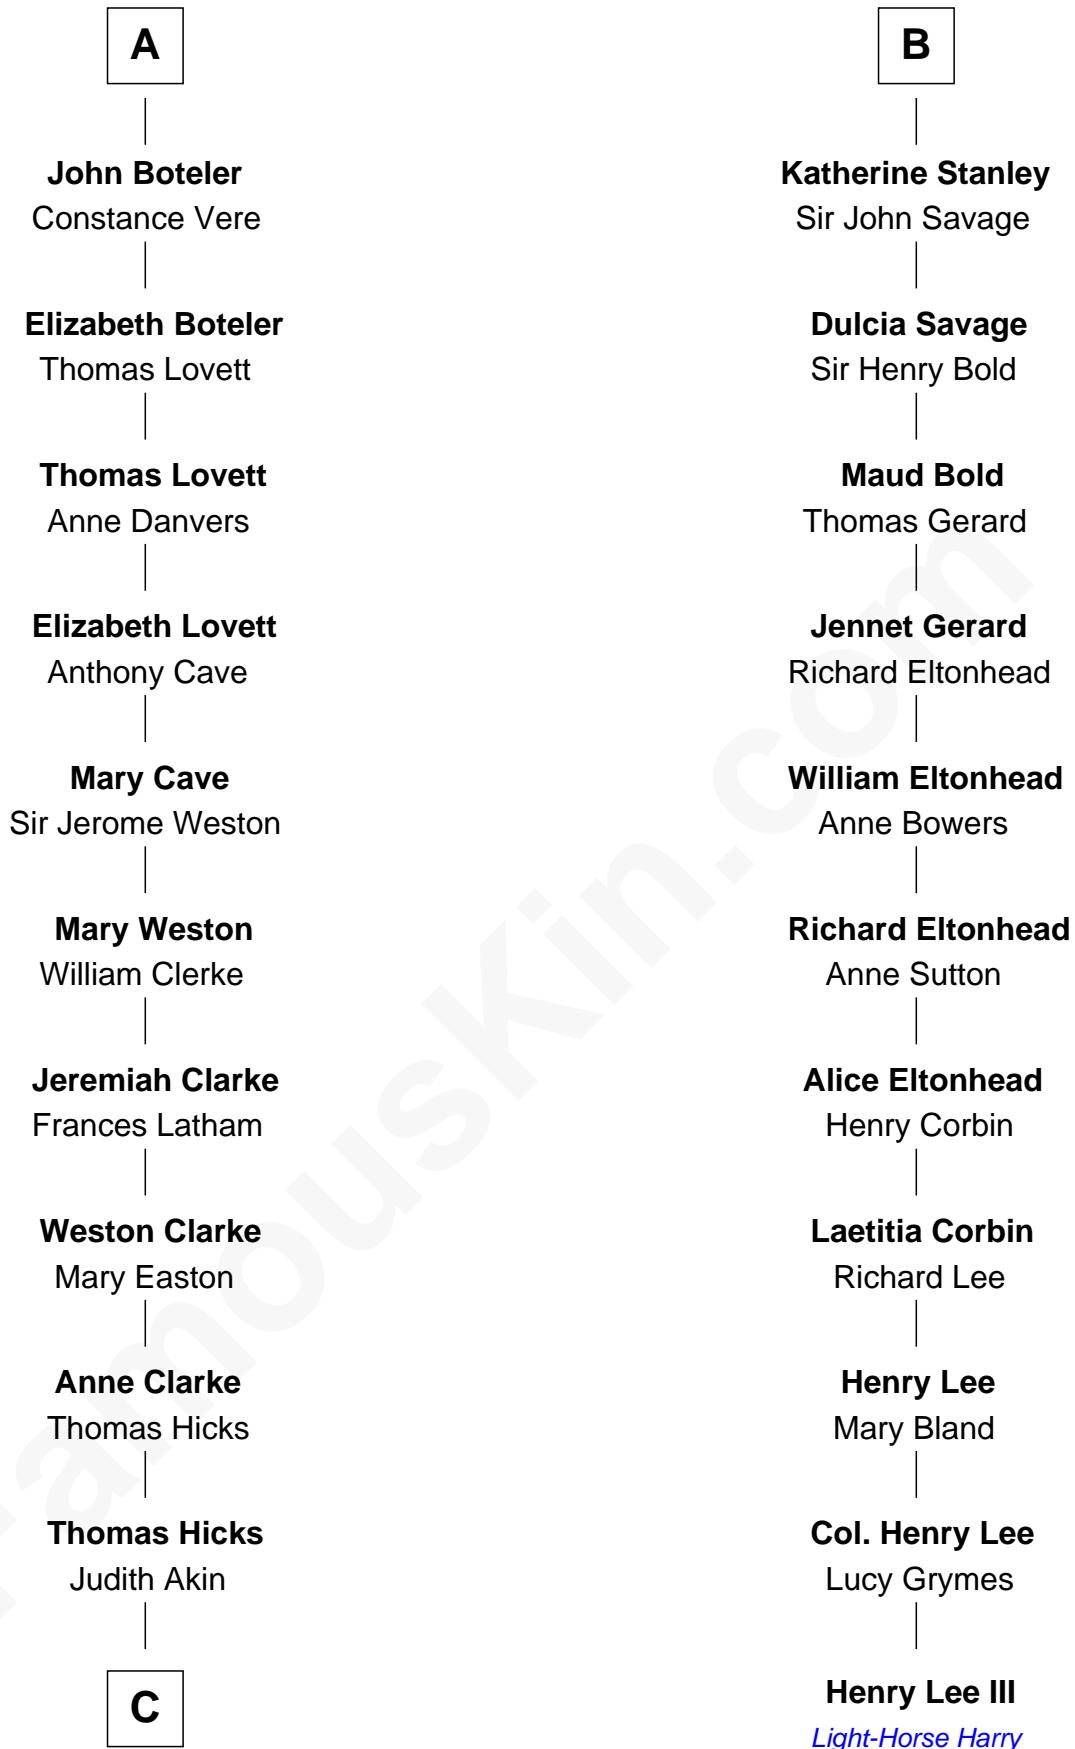 A
John Boteler
Constance Vere
Elizabeth Boteler
Thomas Lovett
Thomas Lovett
Anne Danvers
Elizabeth Lovett
Anthony Cave
Mary Cave
Sir Jerome Weston
Mary Weston
William Clerke
Jeremiah Clarke
Frances Latham
Weston Clarke
Mary Easton
Anne Clarke
Thomas Hicks
Thomas Hicks
Judith Akin
C
B
Katherine Stanley
Sir John Savage
Dulcia Savage
Sir Henry Bold
Maud Bold
Thomas Gerard
Jennet Gerard
Richard Eltonhead
William Eltonhead
Anne Bowers
Richard Eltonhead
Anne Sutton
Alice Eltonhead
Henry Corbin
Laetitia Corbin
Richard Lee
Henry Lee
Mary Bland
Col. Henry Lee
Lucy Grymes
Henry Lee III
Light-Horse Harry
FamousKin.com